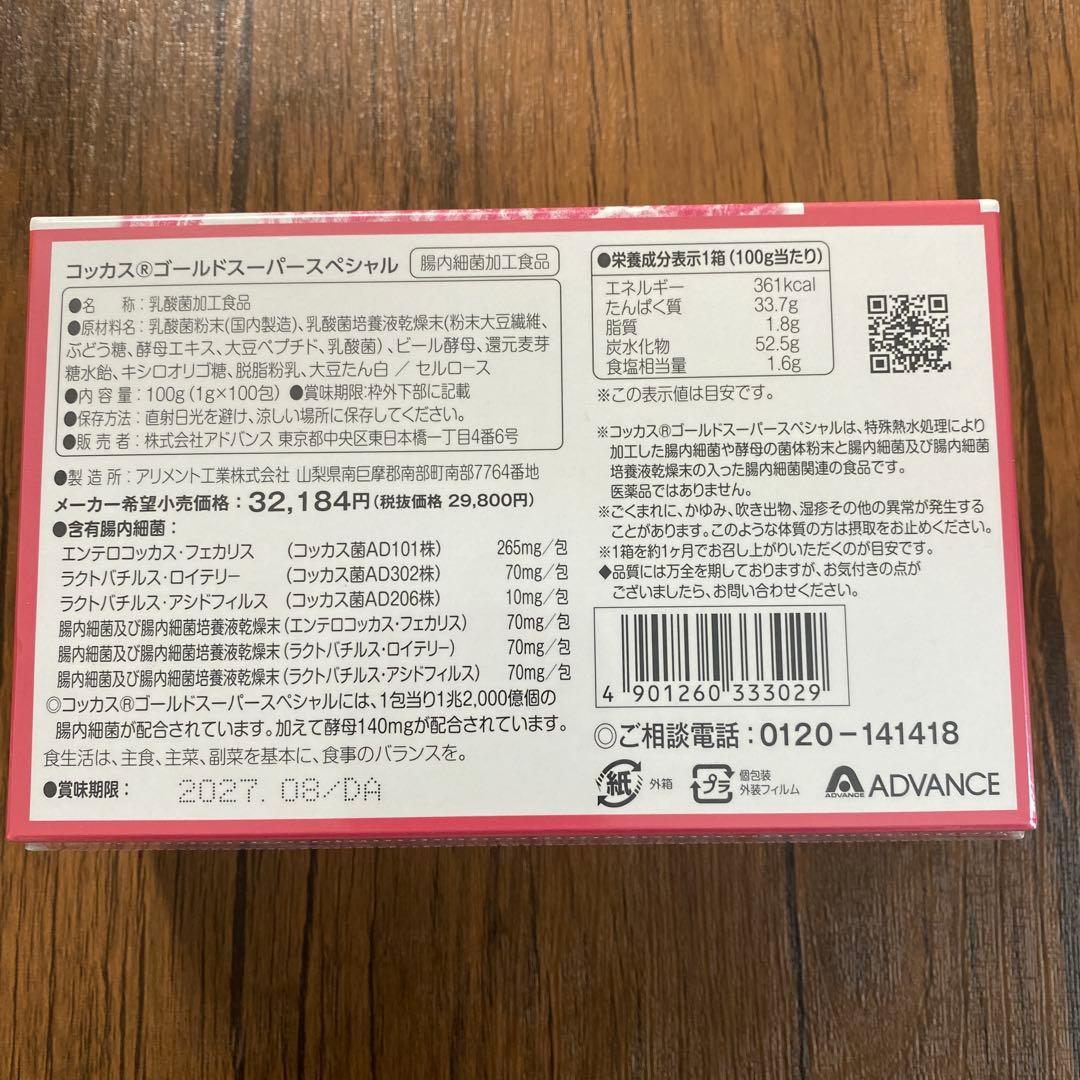 コッカス®ゴールドスーパースペシャル 腸内細菌加工食品
●名　称：乳酸菌加工食品
●原材料名：乳酸菌粉末(国内製造)、乳酸菌培養液乾燥末(粉末大豆繊維、
ぶどう糖、酵母エキス、大豆ペプチド、乳酸菌)、ビール酵母、還元麦芽
糖水飴、キシロオリゴ糖、脱脂粉乳、大豆たん白 ／ セルロース
●内 容 量：100g(1g×100包) ●賞味期限:枠外下部に記載
●保存方法：直射日光を避け、涼しい場所に保存してください。
●販 売 者：株式会社アドバンス 東京都中央区東日本橋一丁目4番6号
●製 造 所：アリメント工業株式会社 山梨県南巨摩郡南部町南部7764番地
メーカー希望小売価格：32,184円(税抜価格 29,800円)
●含有腸内細菌：
エンテロコッカス・フェカリス (コッカス菌AD101株) 265mg／包
ラクトバチルス・ロイテリー (コッカス菌AD302株) 70mg／包
ラクトバチルス・アシドフィルス (コッカス菌AD206株) 10mg／包
腸内細菌及び腸内細菌培養液乾燥末(エンテロコッカス・フェカリス) 70mg／包
腸内細菌及び腸内細菌培養液乾燥末(ラクトバチルス・ロイテリー) 70mg／包
腸内細菌及び腸内細菌培養液乾燥末(ラクトバチルス・アシドフィルス) 70mg／包
◎コッカス®ゴールドスーパースペシャルには、1包当り1兆2,000億個の
腸内細菌が配合されています。加えて酵母140mgが配合されています。
食生活は、主食、主菜、副菜を基本に、食事のバランスを。
●賞味期限： 2027. 08/DA
●栄養成分表示1箱(100g当たり)
エネルギー 361kcal
たんぱく質 33.7g
脂質 1.8g
炭水化物 52.5g
食塩相当量 1.6g
※この表示値は目安です。
※コッカス®ゴールドスーパースペシャルは、特殊熱水処理により
加工した腸内細菌や酵母の菌体粉末と腸内細菌及び腸内細菌
培養液乾燥末の入った腸内細菌関連の食品です。
医薬品ではありません。
※ごくまれに、かゆみ、吹き出物、湿疹その他の異常が発生する
ことがあります。このような体質の方は摂取をお止めください。
※1箱を約1ヶ月でお召し上がりいただくのが目安です。
◆品質には万全を期しておりますが、お気付きの点が
ございましたら、お問い合わせください。
4 901260 333029
◎ご相談電話：0120−141418
紙 外箱 プラ 個包装
外装フィルム
ADVANCE ADVANCE